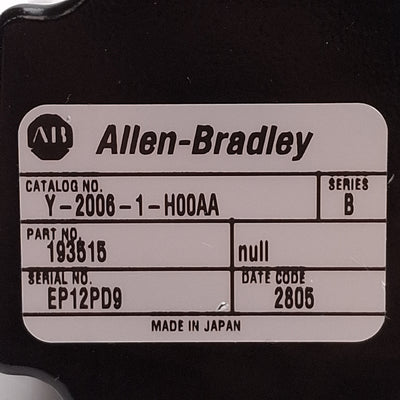 AB Allen-Bradley
CATALOG NO. SERIES
Y-2006-1-H00AA B
PART NO.
193515 null
SERIAL NO. DATE CODE
EP12PD9 2805
MADE IN JAPAN